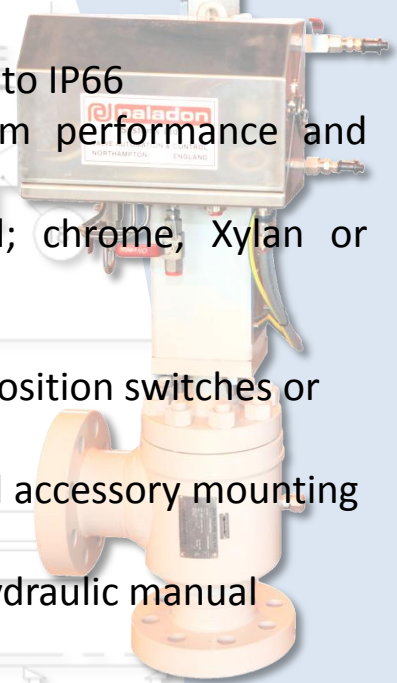 to IP66
paladon
m performance and
NORTHAMPTON ENGLAND
l; chrome, Xylan or
osition switches or
l accessory mounting
ydraulic manual